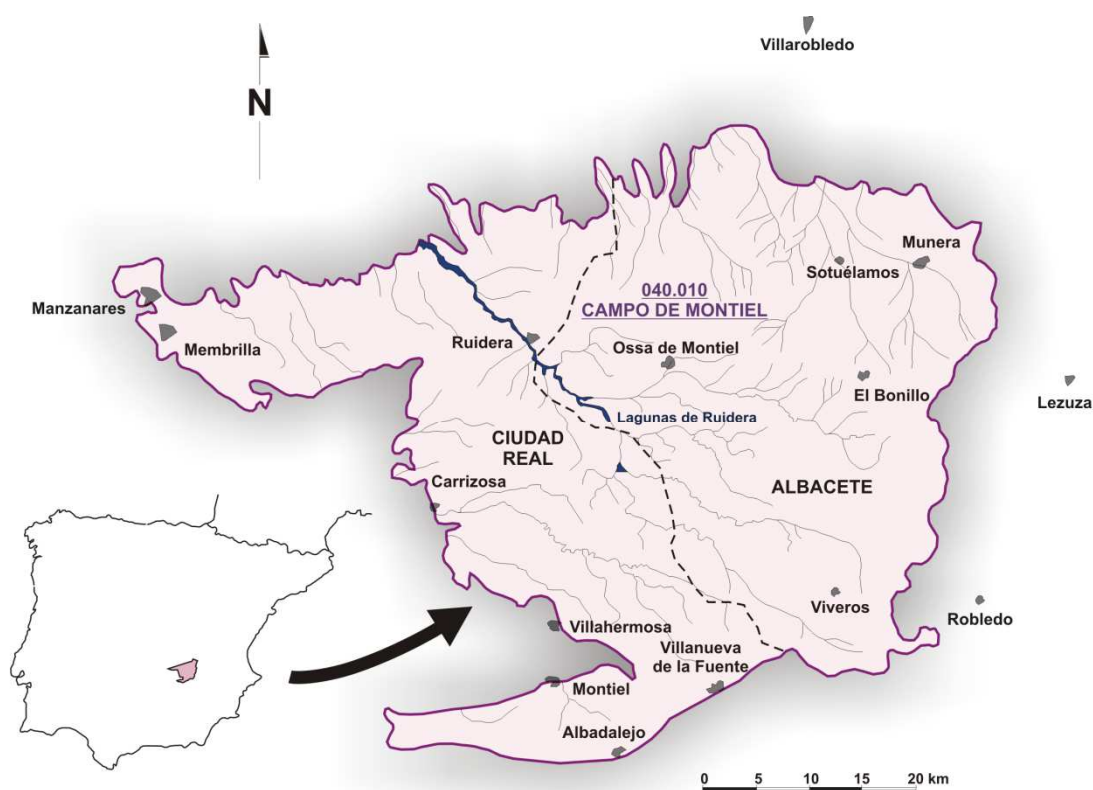 Villarobledo
N
Munera
Sotuélamos
Manzanares
040.010
CAMPO DE MONTIEL
Membrilla
Ruidera
Ossa de Montiel
El Bonillo
Lezuza
Lagunas de Ruidera
CIUDAD
REAL
Carrizosa
ALBACETE
Viveros
Robledo
Villahermosa
Villanueva
de la Fuente
Montiel
Albadalejo
0 5 10 15 20 km